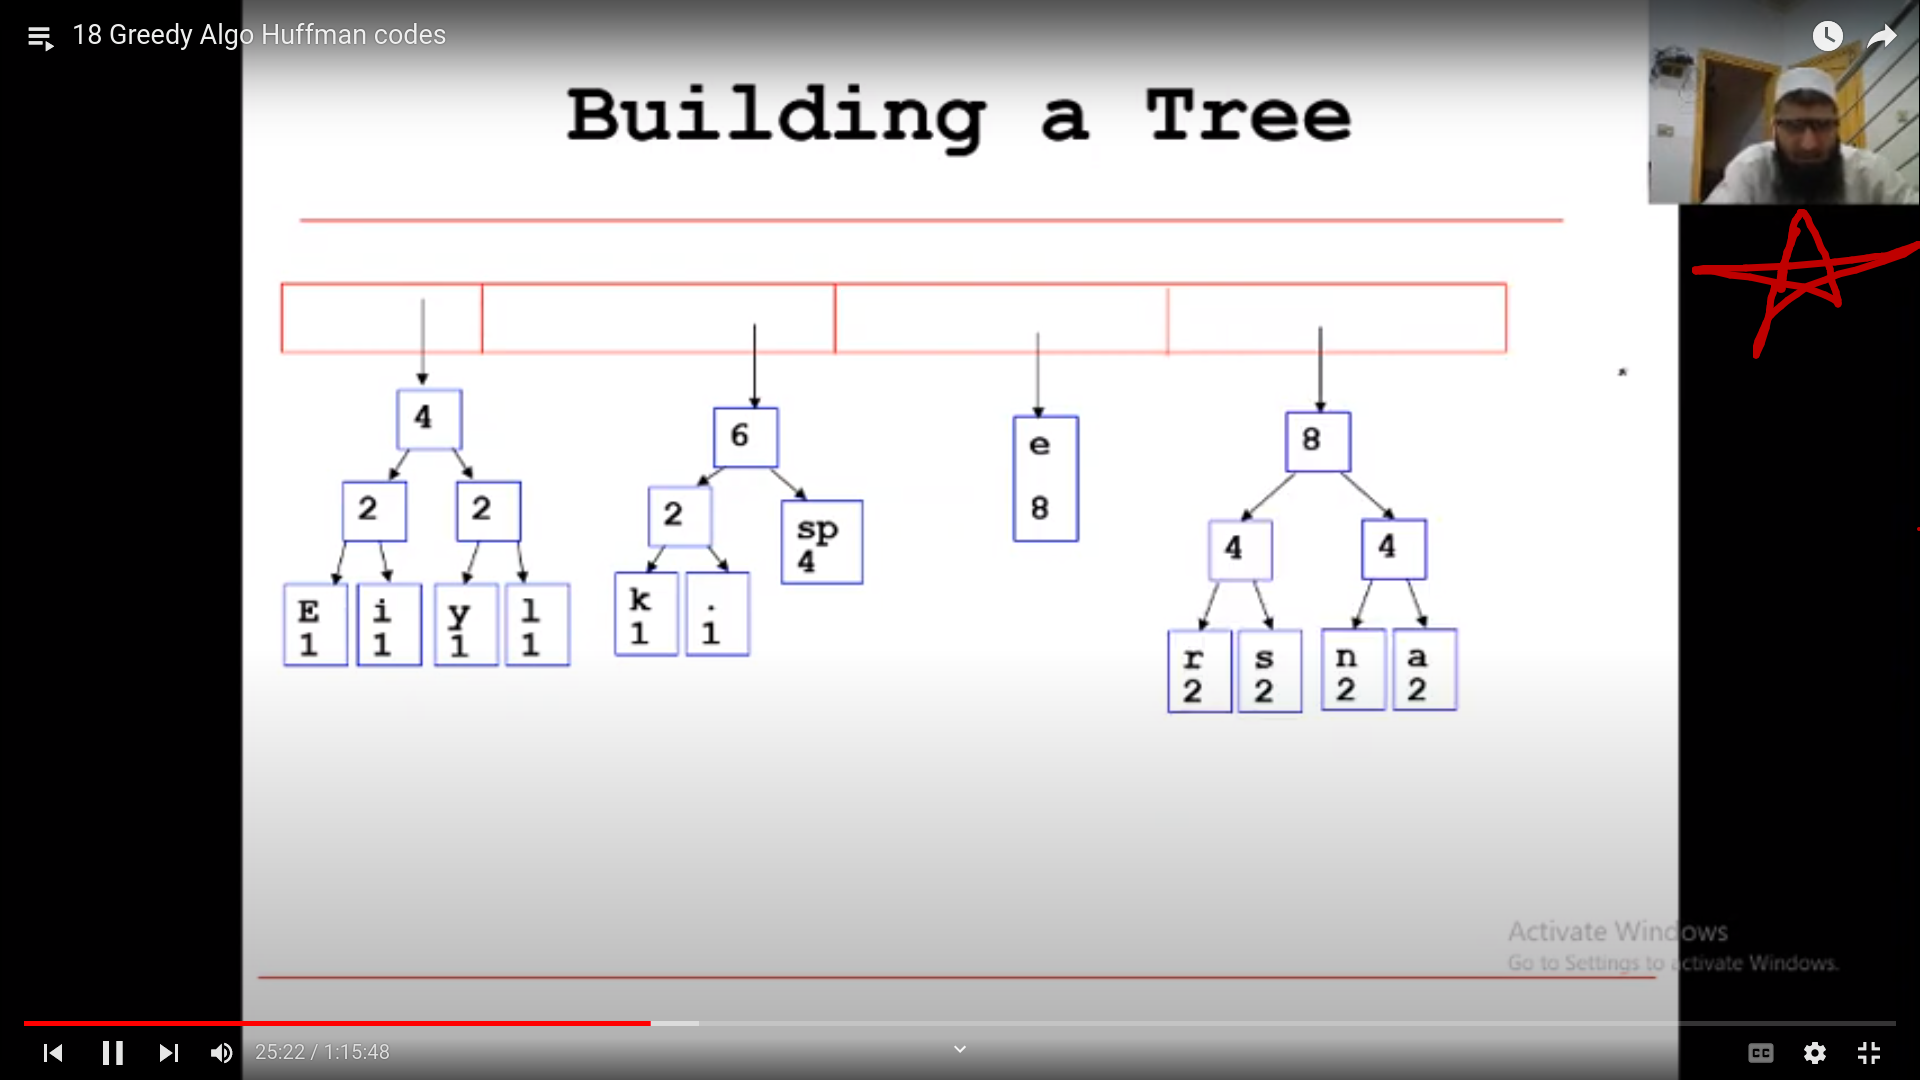 18 Greedy Algo Huffman codes
Building a Tree
4
6
e
8
8
2
2
2
sp
4
4
4
E
1
i
1
y
1
l
1
k
1
.
1
r
2
s
2
n
2
a
2
Activate Windows
Go to Settings to activate Windows.
25:22 / 1:15:48
CC